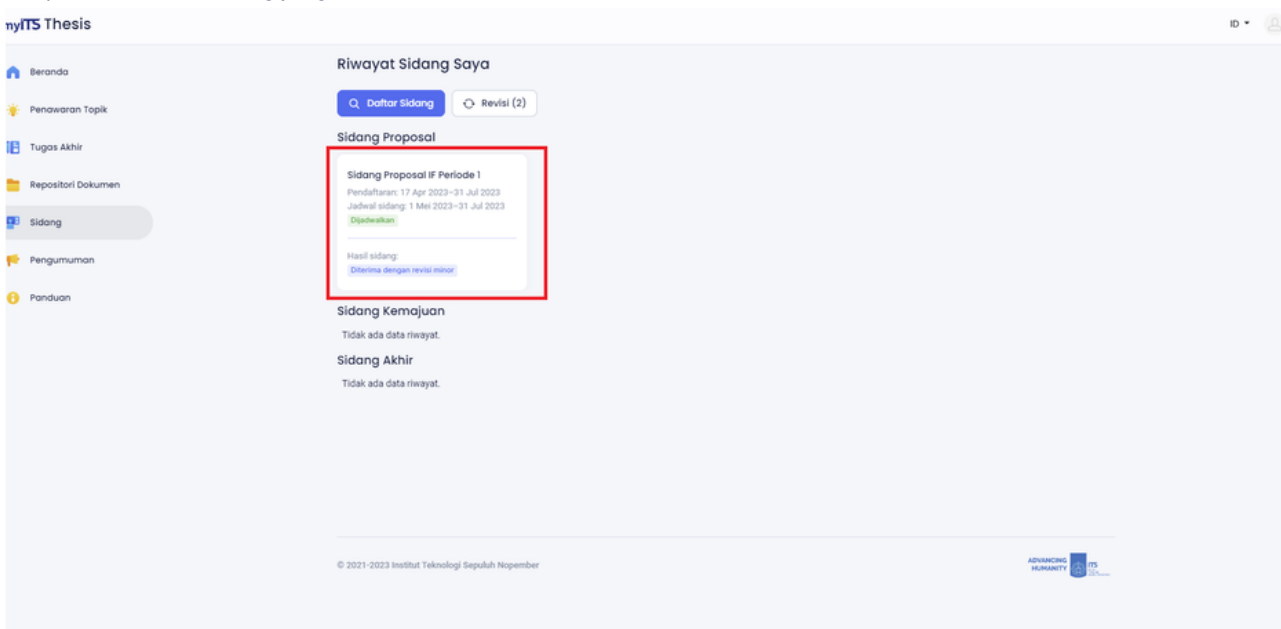 myITS Thesis
ID
Beranda
Penawaran Topik
Tugas Akhir
Repositori Dokumen
Sidang
Pengumuman
Panduan
Riwayat Sidang Saya
Daftar Sidang
Revisi (2)
Sidang Proposal
Sidang Proposal IF Periode 1
Pendaftaran: 17 Apr 2023–31 Jul 2023
Jadwal sidang: 1 Mei 2023–31 Jul 2023
Dijadwalkan
Hasil sidang:
Diterima dengan revisi minor
Sidang Kemajuan
Tidak ada data riwayat.
Sidang Akhir
Tidak ada data riwayat.
© 2021-2023 Institut Teknologi Sepuluh Nopember
ADVANCING
HUMANITY
ITS